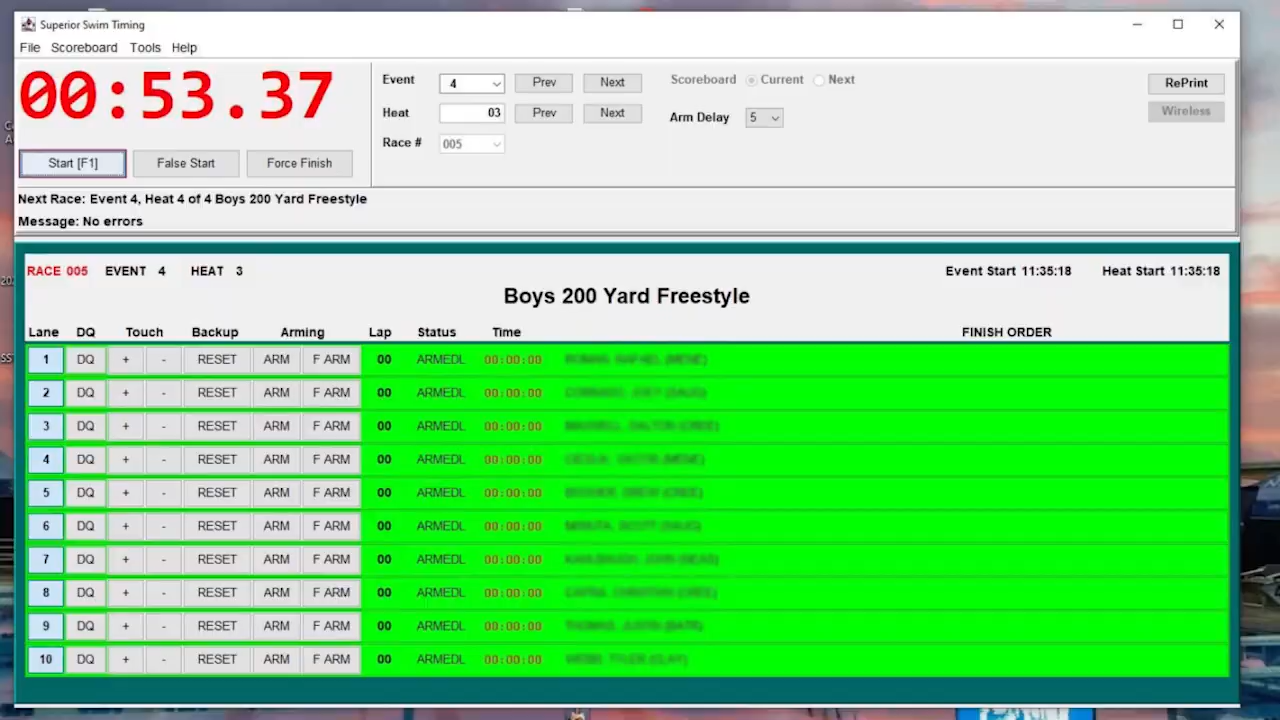 Superior Swim Timing
File Scoreboard Tools Help
00:53.37
Event 4 Prev Next Scoreboard Current Next RePrint
Heat 03 Prev Next Arm Delay 5 Wireless
Race # 005
Start [F1] False Start Force Finish
Next Race: Event 4, Heat 4 of 4 Boys 200 Yard Freestyle
Message: No errors
RACE 005 EVENT 4 HEAT 3 Event Start 11:35:18 Heat Start 11:35:18
Boys 200 Yard Freestyle
Lane DQ Touch Backup Arming Lap Status Time FINISH ORDER
1 DQ + - RESET ARM F ARM 00 ARMEDL 00:00:00
2 DQ + - RESET ARM F ARM 00 ARMEDL 00:00:00
3 DQ + - RESET ARM F ARM 00 ARMEDL 00:00:00
4 DQ + - RESET ARM F ARM 00 ARMEDL 00:00:00
5 DQ + - RESET ARM F ARM 00 ARMEDL 00:00:00
6 DQ + - RESET ARM F ARM 00 ARMEDL 00:00:00
7 DQ + - RESET ARM F ARM 00 ARMEDL 00:00:00
8 DQ + - RESET ARM F ARM 00 ARMEDL 00:00:00
9 DQ + - RESET ARM F ARM 00 ARMEDL 00:00:00
10 DQ + - RESET ARM F ARM 00 ARMEDL 00:00:00